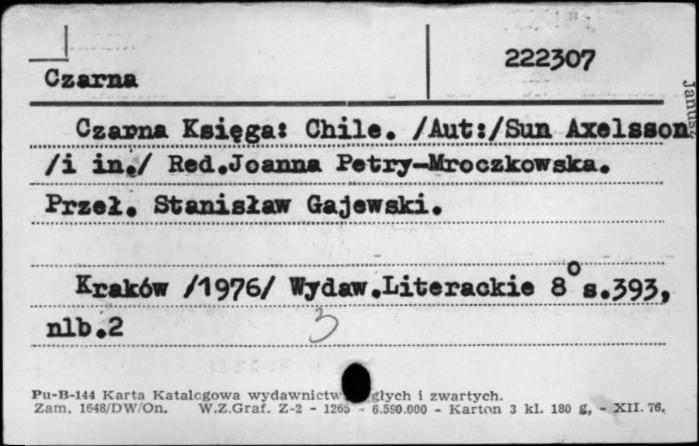 222307
Czarna
Czarna Księga: Chile. /Aut:/Sun Axelsson
/i in./ Red.Joanna Petry-Mroczkowska.
Przeł. Stanisław Gajewski.
Kraków /1976/ Wydaw.Literackie 8° s.393,
nlb.2
3
Pu-B-144 Karta Katalogowa wydawnictw głych i zwartych.
Zam. 1648/DW/On. W.Z.Graf. Z-2 - 1265 - 6.590.000 - Karton 3 kl. 180 g, - XII. 76.